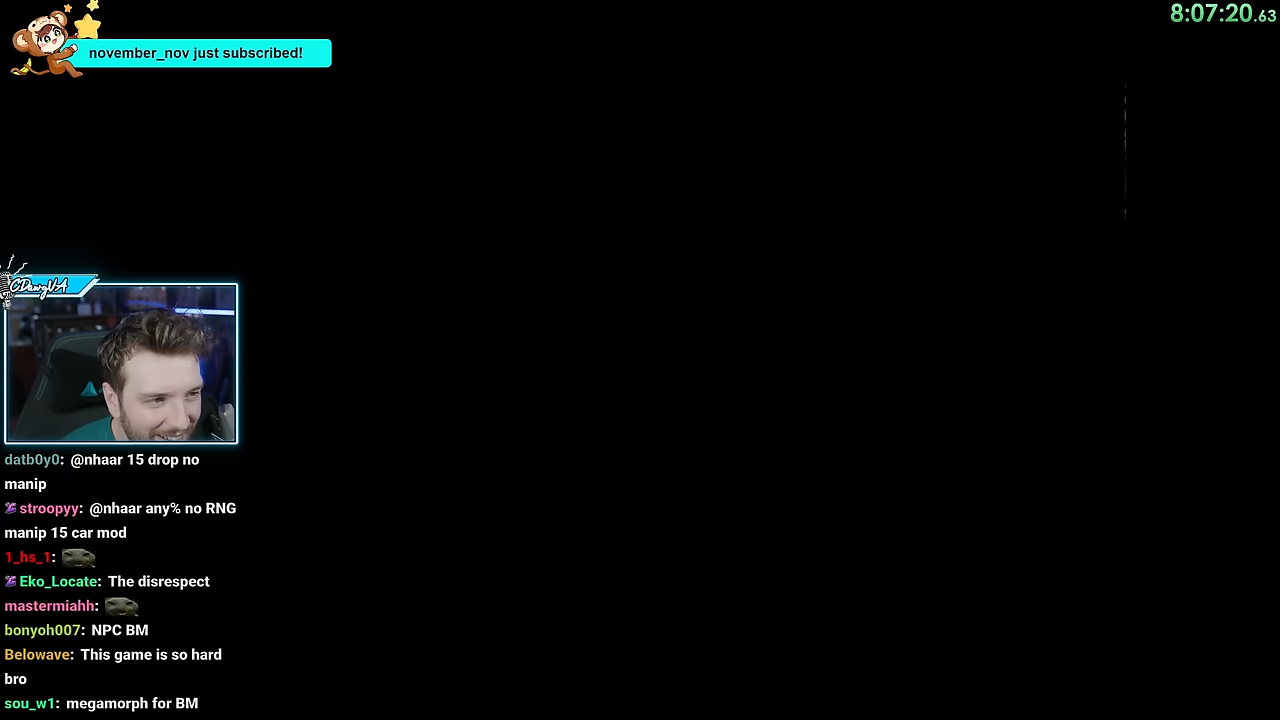 november_nov just subscribed!
8:07:20.63
CDawgVA
datb0y0: @nhaar 15 drop no
manip
stroopyy: @nhaar any% no RNG
manip 15 car mod
1_hs_1:
Eko_Locate: The disrespect
mastermiahh:
bonyoh007: NPC BM
Belowave: This game is so hard
bro
sou_w1: megamorph for BM